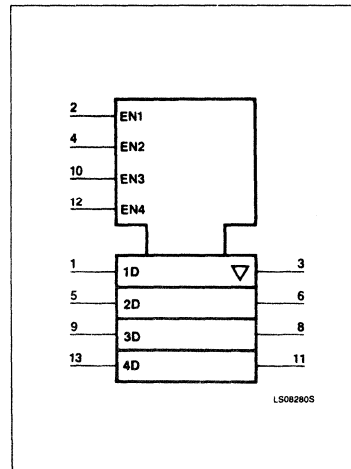 2 EN1
4 EN2
10 EN3
12 EN4
1 1D 3
5 2D 6
9 3D 8
13 4D 11
LS08280S